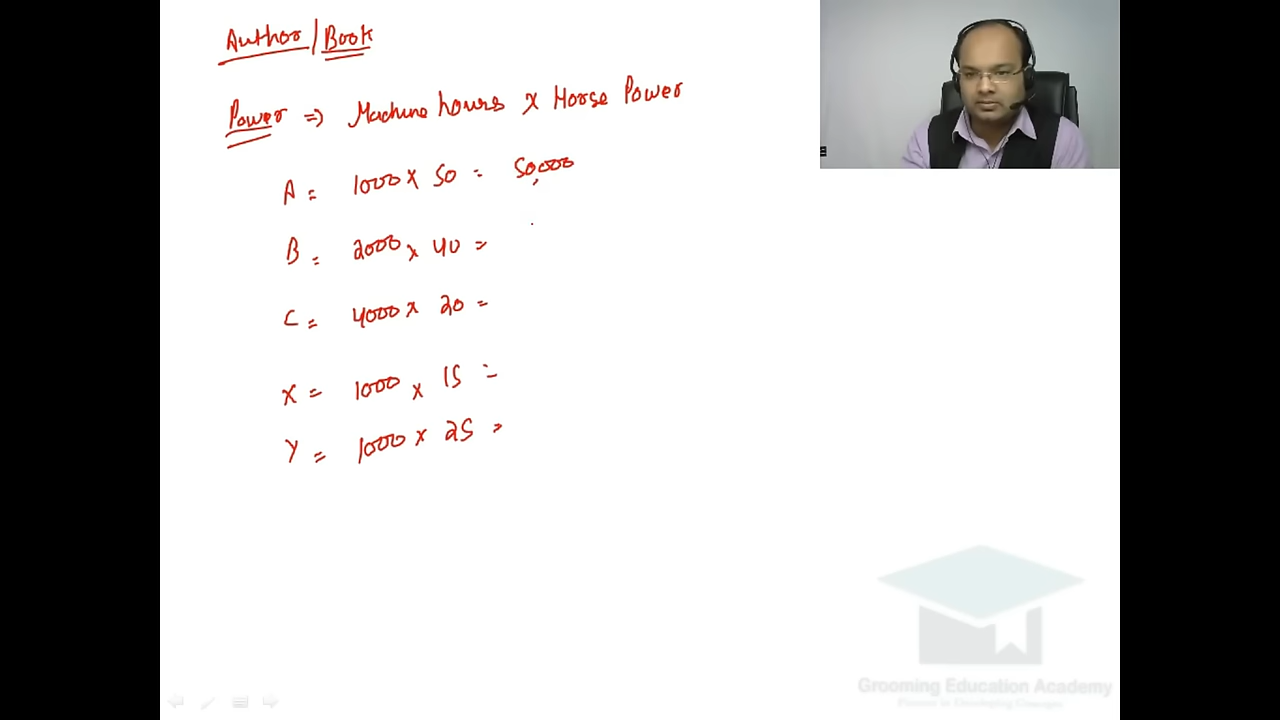 Author/Book
Power => Machine hours x Horse Power
A = 1000 x 50 = 50,000
B = 2000 x 40 =
C = 4000 x 20 =
X = 1000 x 15 =
Y = 1000 x 25 =
Grooming Education Academy